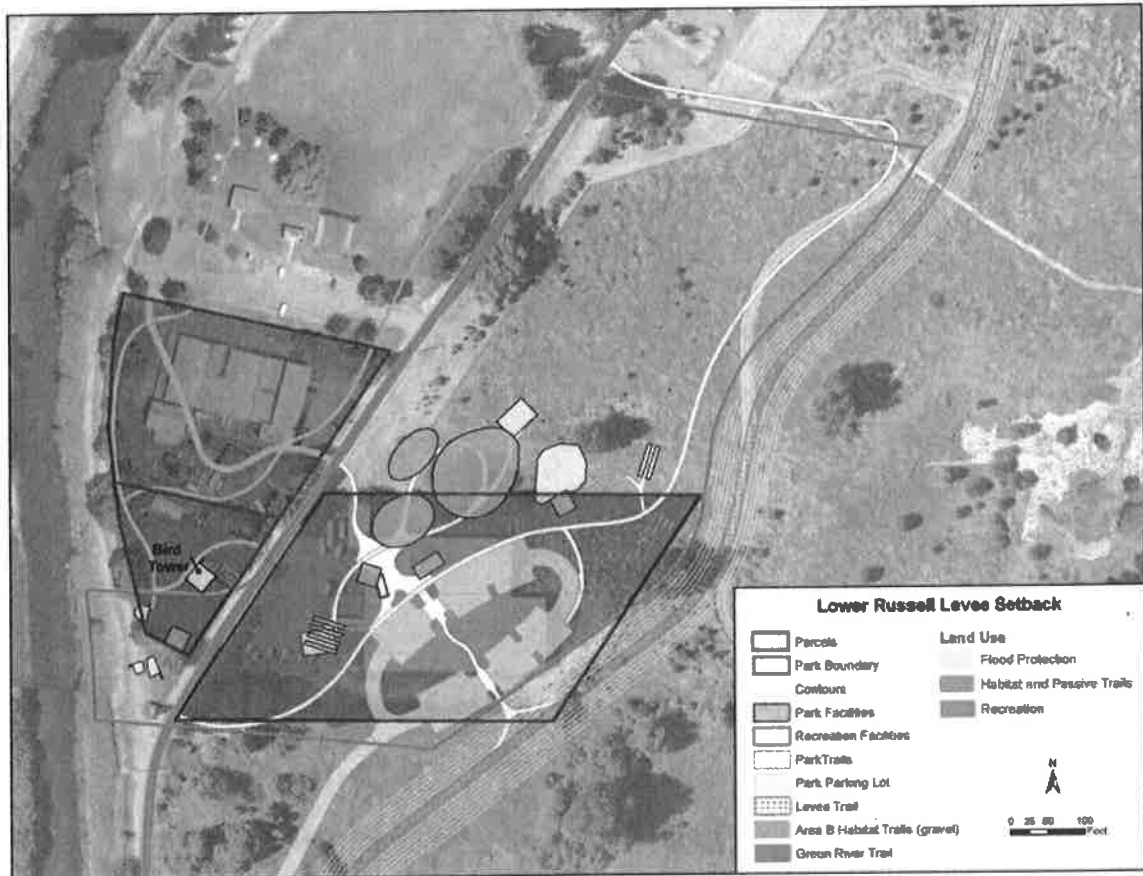 Bird
Tower
Lower Russell Levee Setback
Parcels
Park Boundary
Contours
Park Facilities
Recreation Facilities
ParkTrails
Park Parking Lot
Levee Trail
Area B Habitat Trails (gravel)
Green River Trail
Land Use
Flood Protection
Habitat and Passive Trails
Recreation
N
0 25 50 100
Feet